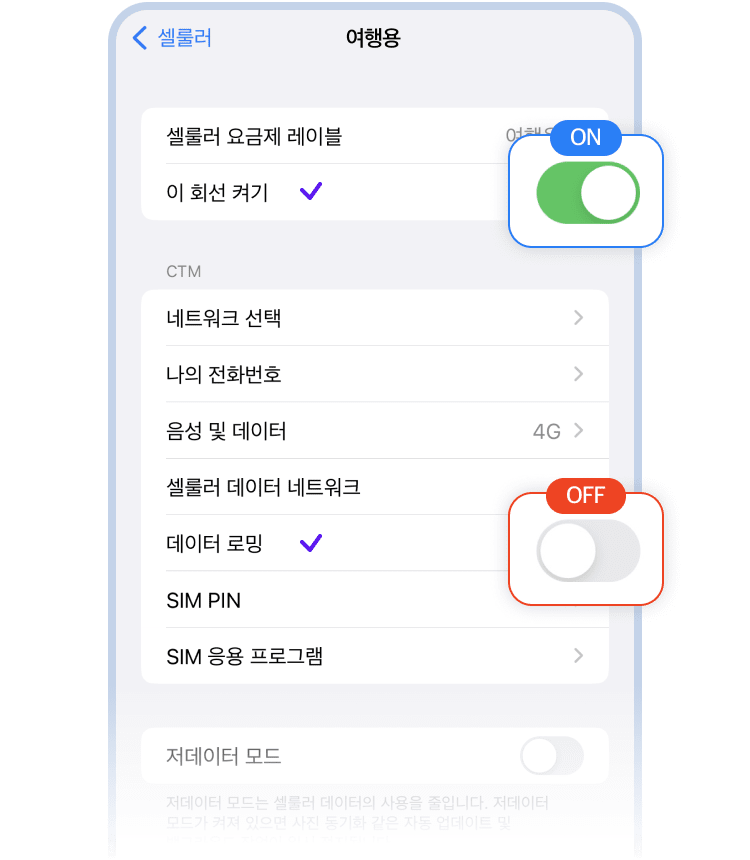 셀룰러
여행용
셀룰러 요금제 레이블
ON
이 회선 켜기
CTM
네트워크 선택
나의 전화번호
음성 및 데이터 4G
셀룰러 데이터 네트워크
OFF
데이터 로밍
SIM PIN
SIM 응용 프로그램
저데이터 모드
저데이터 모드는 셀룰러 데이터의 사용을 줄입니다. 저데이터
모드가 켜져 있으면 사진 동기화 같은 자동 업데이트 및